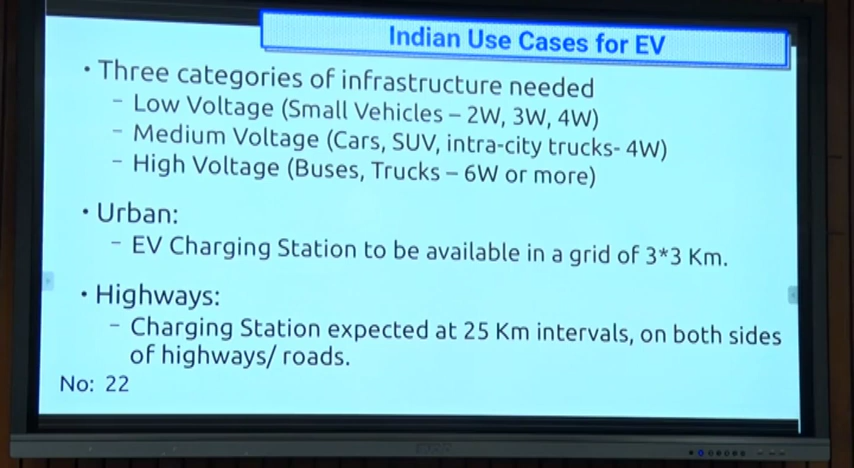 Indian Use Cases for EV
• Three categories of infrastructure needed
– Low Voltage (Small Vehicles – 2W, 3W, 4W)
– Medium Voltage (Cars, SUV, intra-city trucks- 4W)
– High Voltage (Buses, Trucks – 6W or more)
• Urban:
– EV Charging Station to be available in a grid of 3*3 Km.
• Highways:
– Charging Station expected at 25 Km intervals, on both sides
of highways/ roads.
No: 22